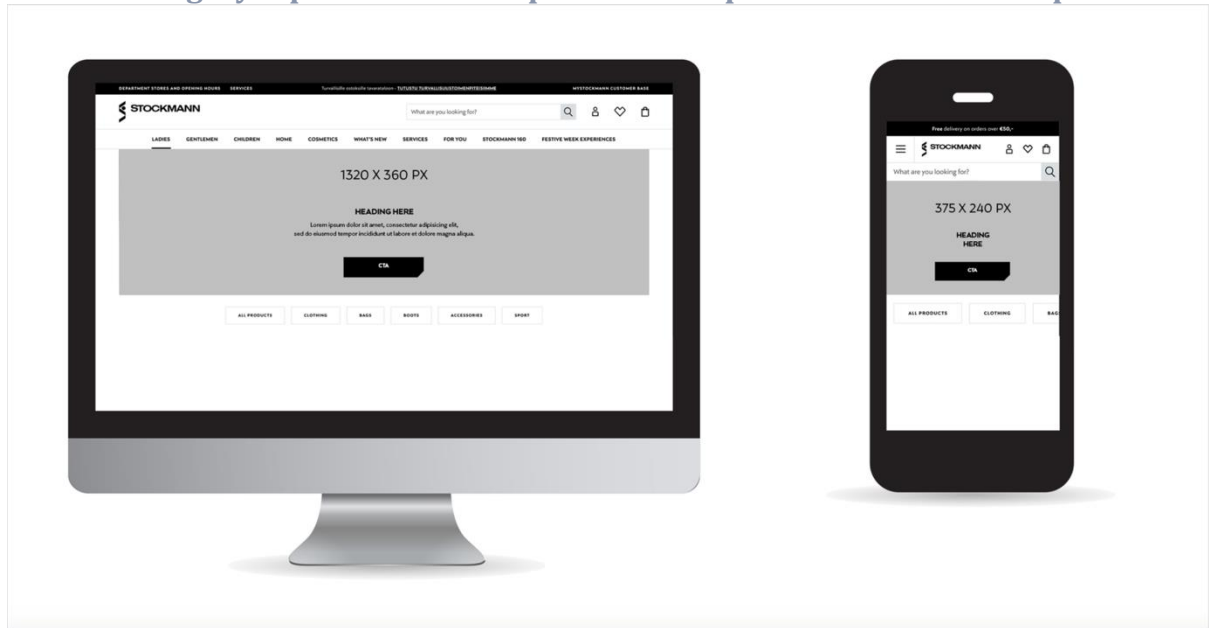 DEPARTMENT STORES AND OPENING HOURS SERVICES TUTUSTU MYSTOCKMANN CUSTOMER BASE
STOCKMANN
What are you looking for?
LADIES GENTLEMEN CHILDREN HOME COSMETICS WHAT'S NEW SERVICES FOR YOU STOCKMANN 160 FESTIVE WEEK EXPERIENCES
1320 X 360 PX
HEADING HERE
Lorem ipsum dolor sit amet, consectetur adipisicing elit,
sed do eiusmod tempor incididunt ut labore et dolore magna aliqua.
CTA
ALL PRODUCTS CLOTHING BAGS BOOTS ACCESSORIES SPORT
Free delivery on orders over €50,-
STOCKMANN
What are you looking for?
375 X 240 PX
HEADING
HERE
CTA
ALL PRODUCTS CLOTHING BAG